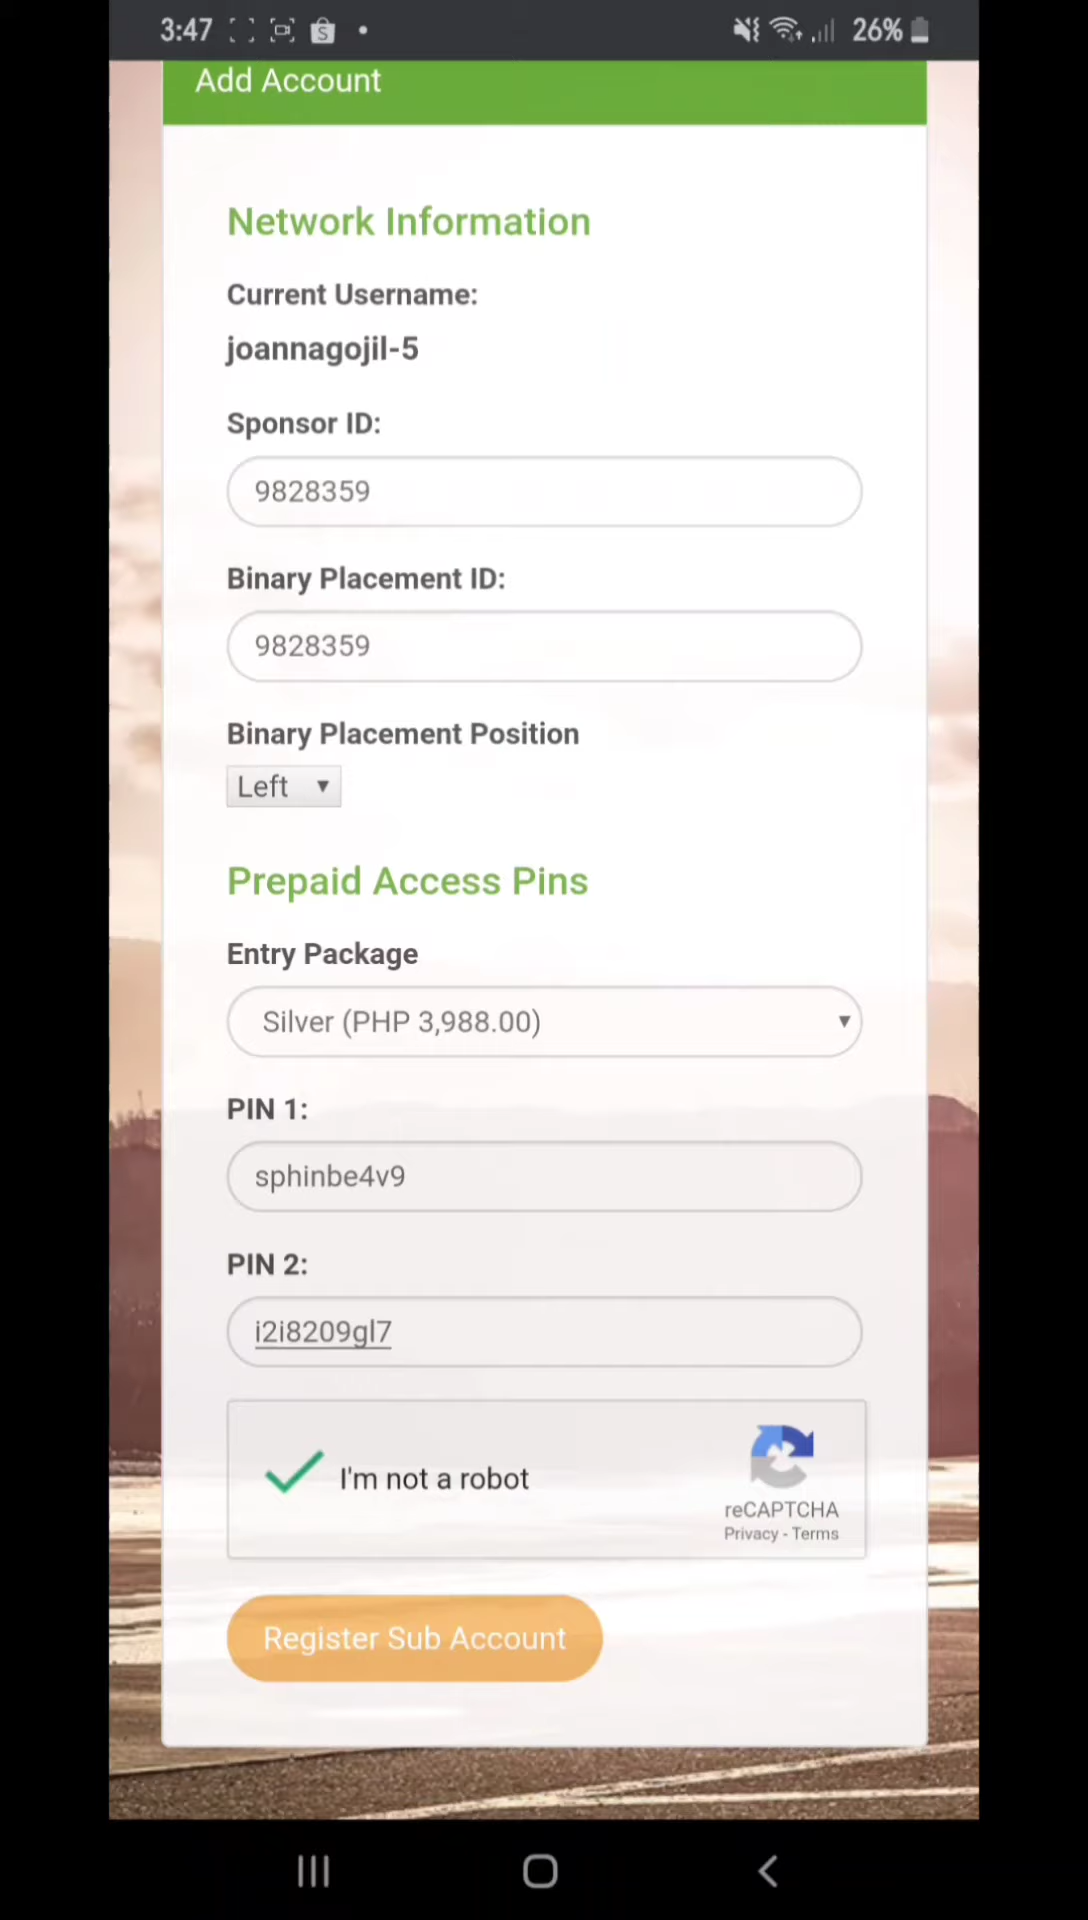 3:47
S
26%
Add Account
Network Information
Current Username:
joannagojil-5
Sponsor ID:
9828359
Binary Placement ID:
9828359
Binary Placement Position
Left
Prepaid Access Pins
Entry Package
Silver (PHP 3,988.00)
PIN 1:
sphinbe4v9
PIN 2:
i2i8209gl7
I'm not a robot
reCAPTCHA
Privacy - Terms
Register Sub Account